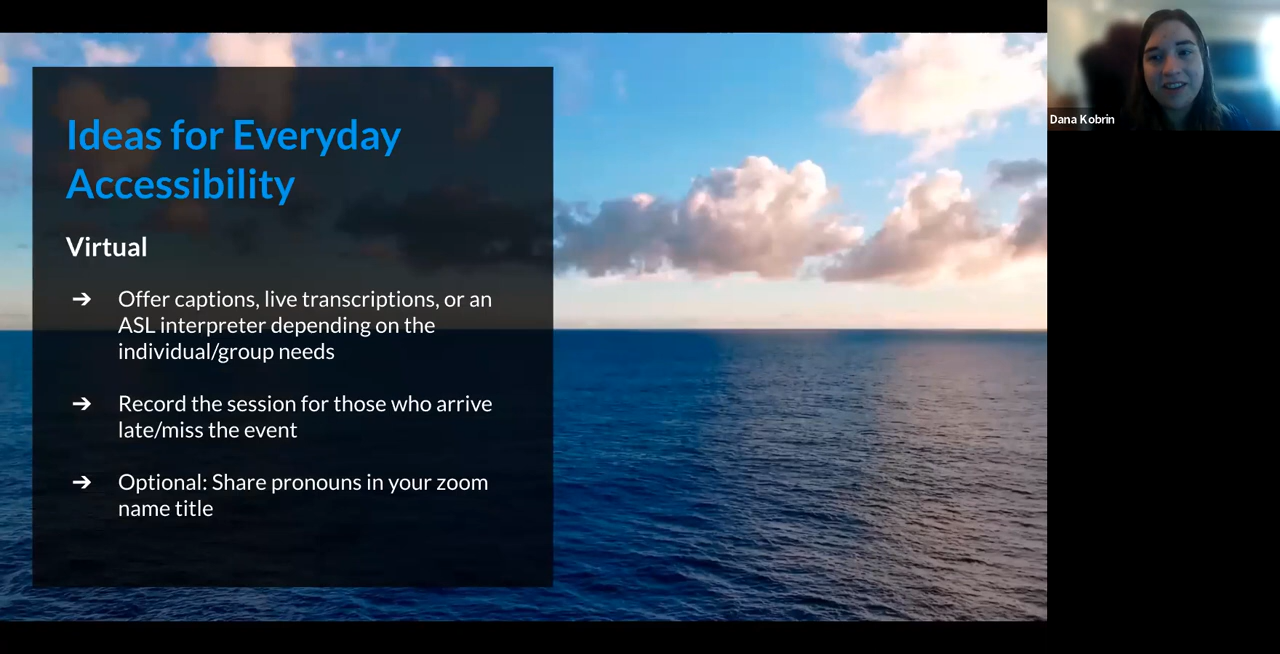 Ideas for Everyday
Accessibility
Virtual
➔ Offer captions, live transcriptions, or an
ASL interpreter depending on the
individual/group needs
➔ Record the session for those who arrive
late/miss the event
➔ Optional: Share pronouns in your zoom
name title
Dana Kobrin